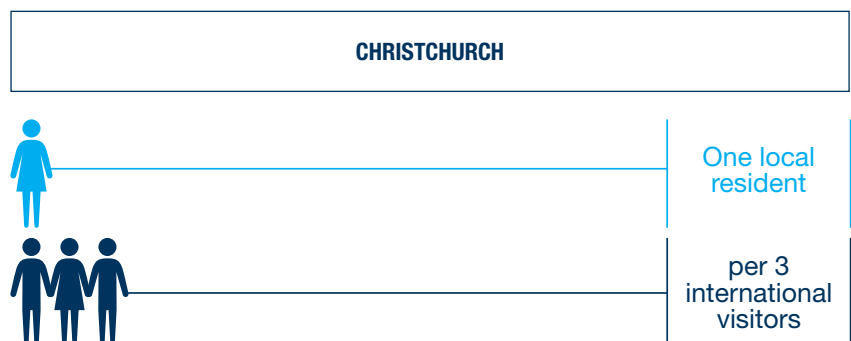 CHRISTCHURCH
One local
resident
per 3
international
visitors